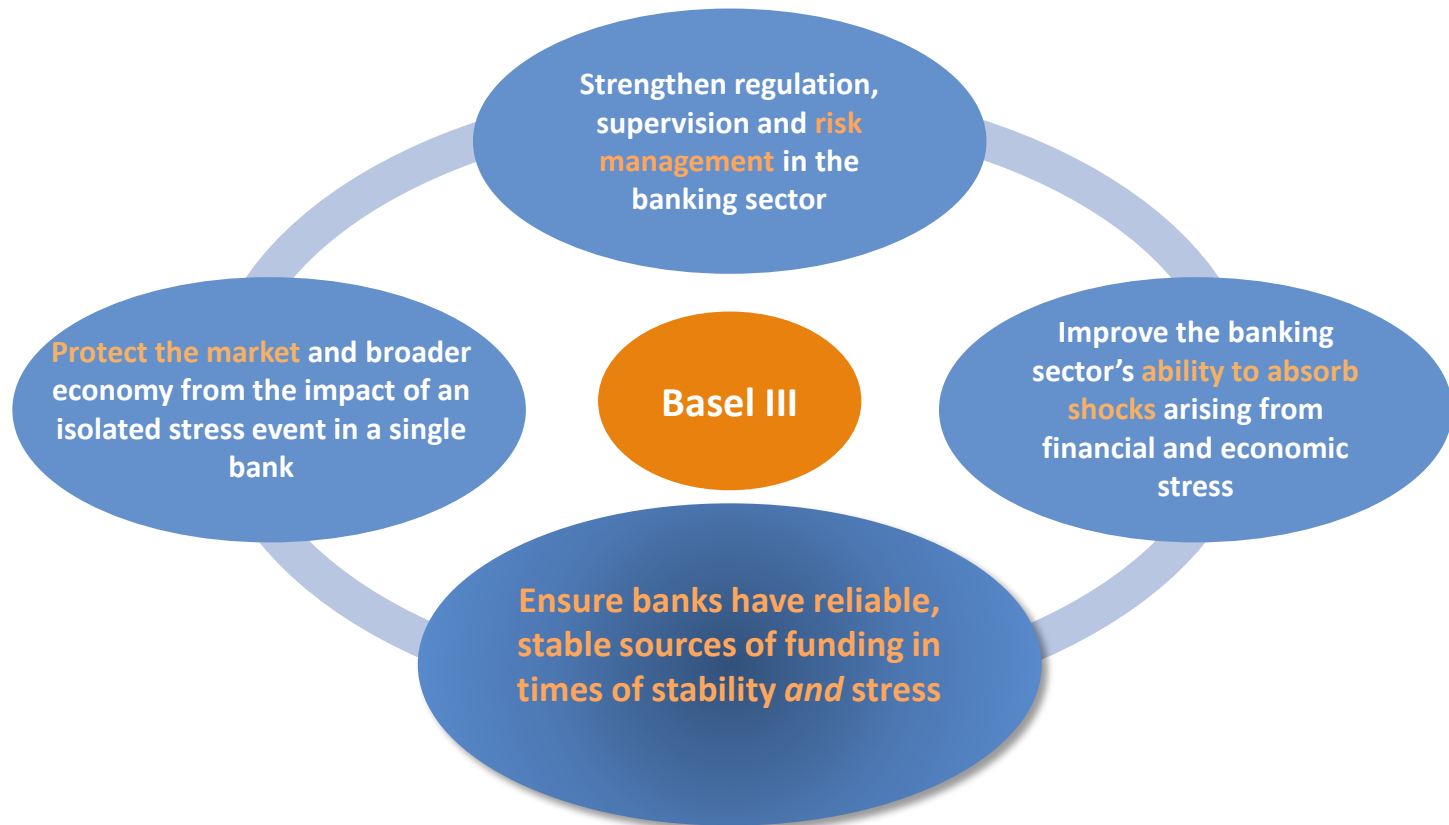 Strengthen regulation,
supervision and risk
management in the
banking sector
Protect the market and broader
economy from the impact of an
isolated stress event in a single
bank
Basel III
Improve the banking
sector’s ability to absorb
shocks arising from
financial and economic
stress
Ensure banks have reliable,
stable sources of funding in
times of stability and stress